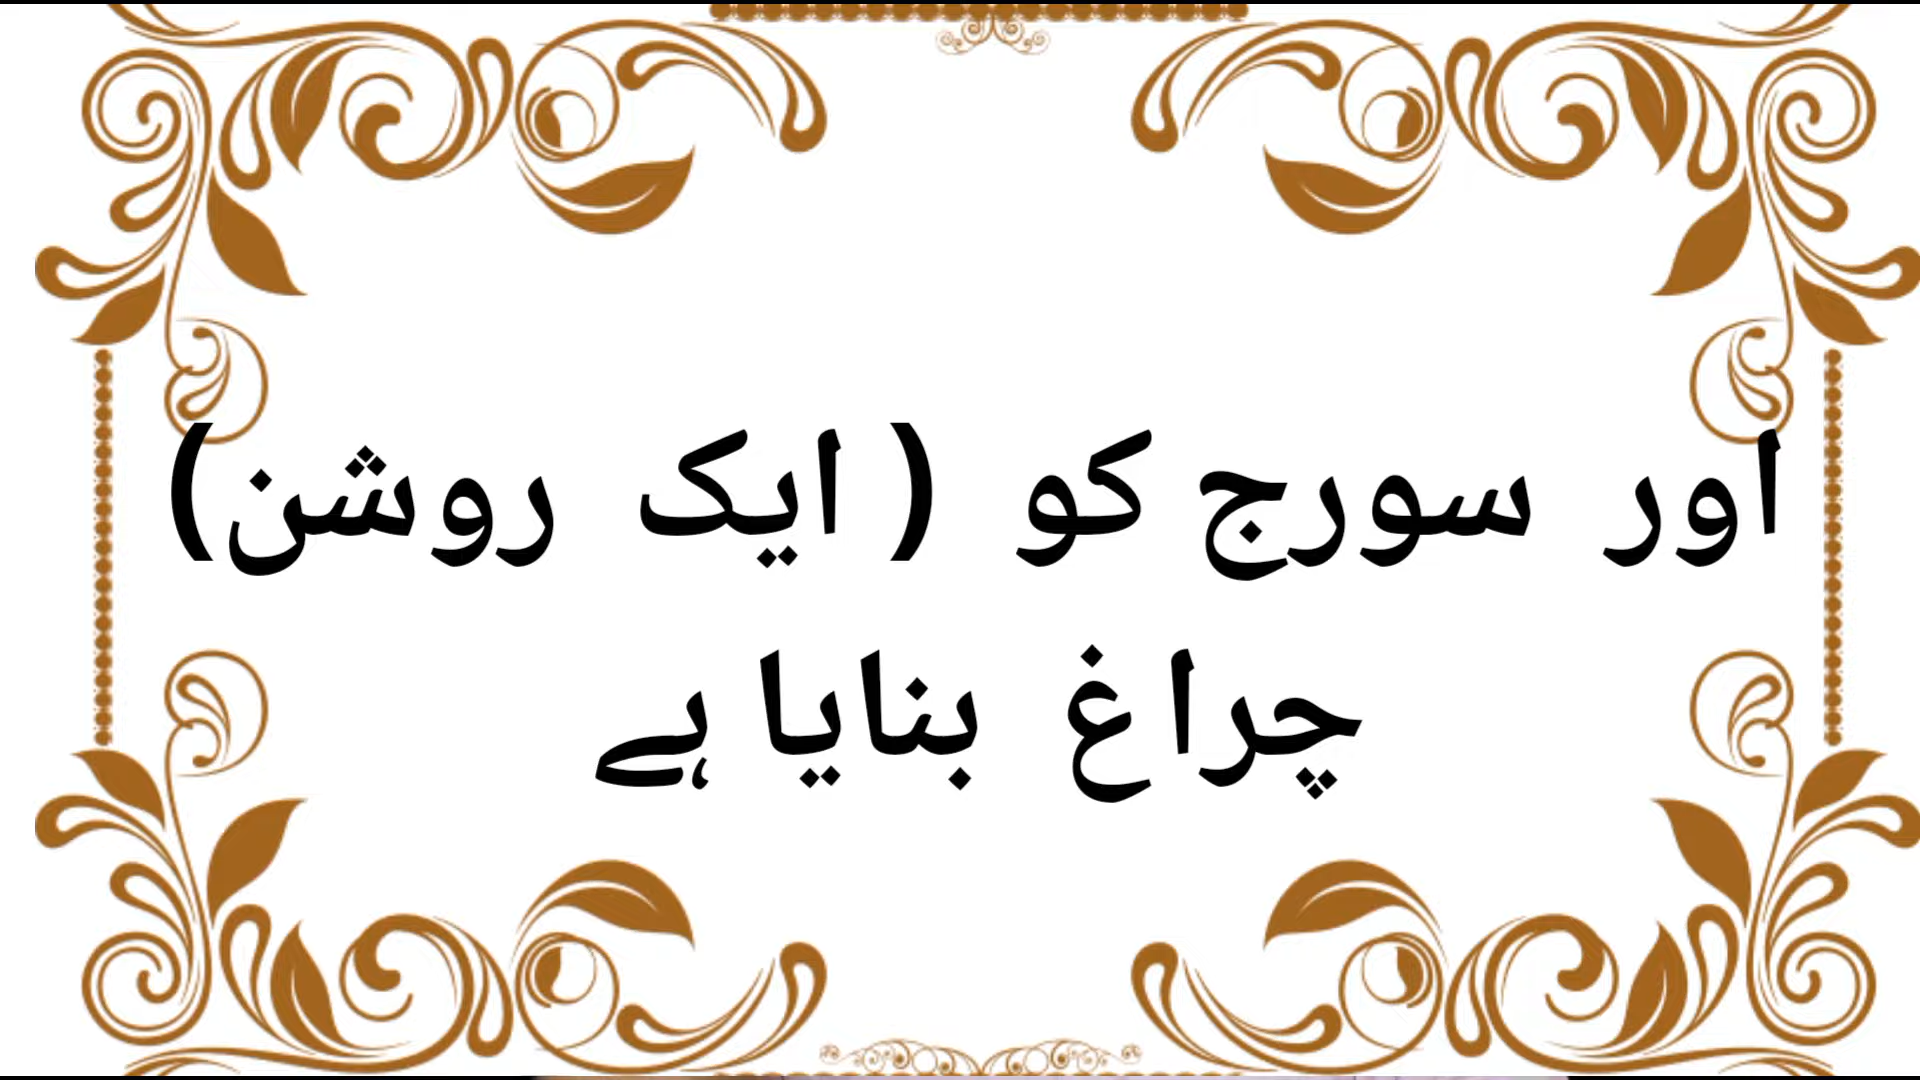 اور سورج کو ( ایک روشن)
چراغ بنایا ہے